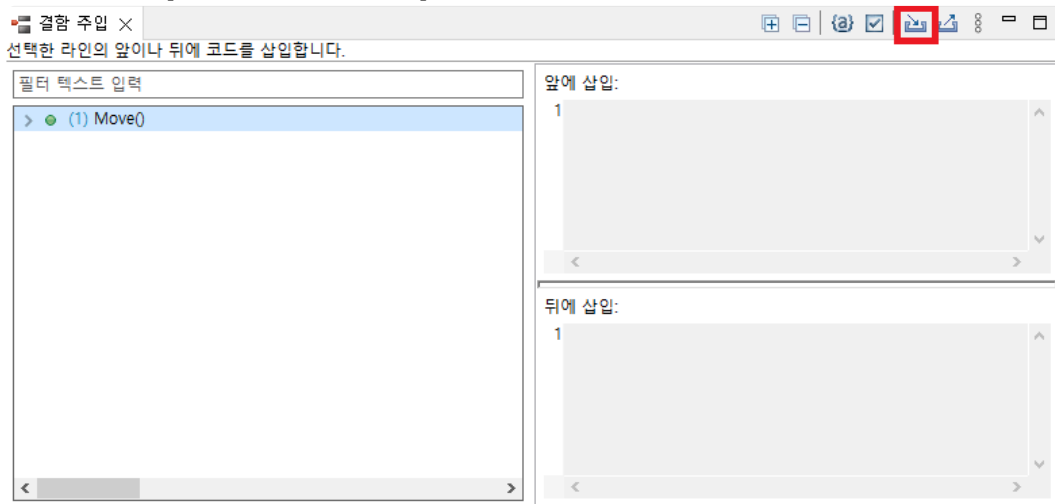 결함 주입
{a}
선택한 라인의 앞이나 뒤에 코드를 삽입합니다.
필터 텍스트 입력
(1) Move()
앞에 삽입:
1
뒤에 삽입:
1